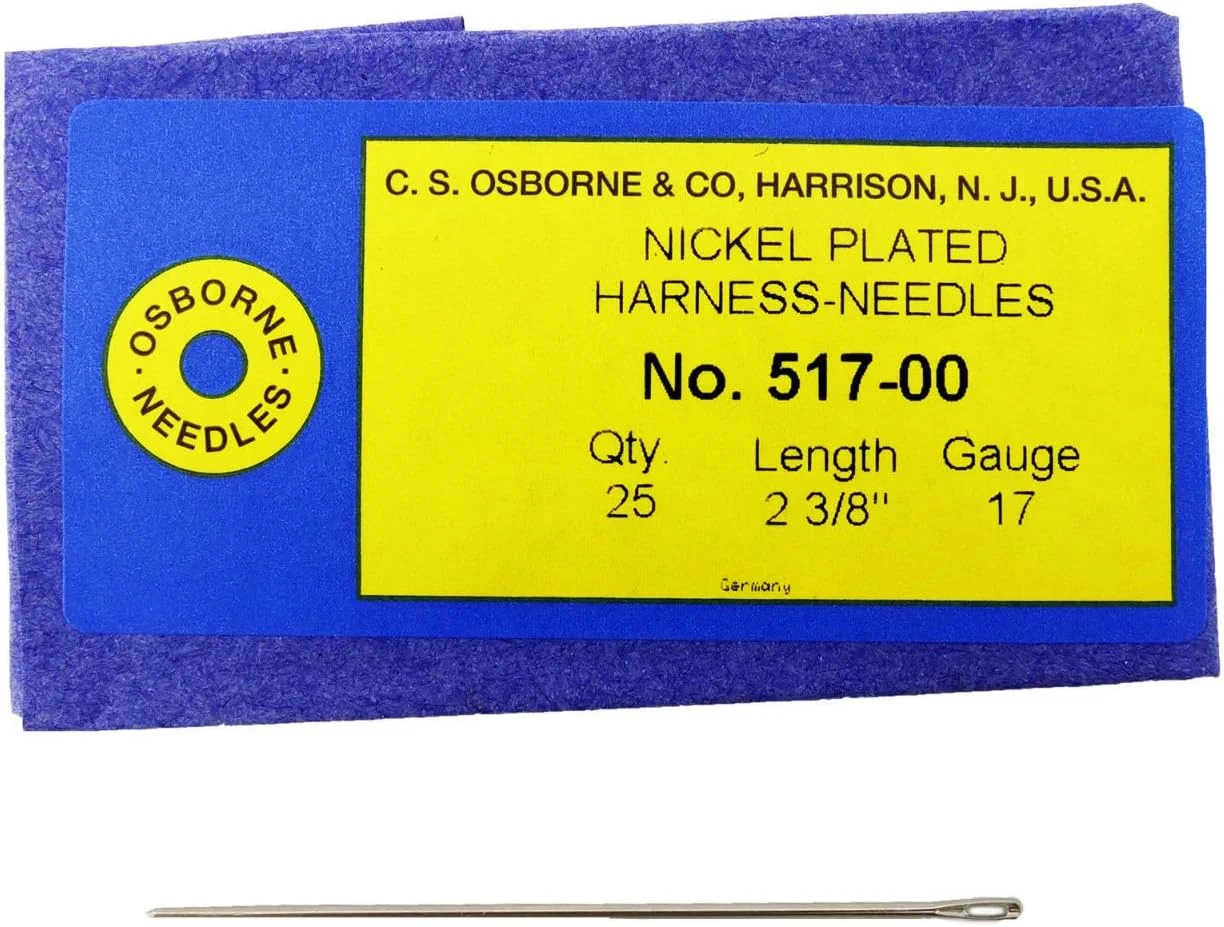 · OSBORNE ·
NEEDLES
C. S. OSBORNE & CO, HARRISON, N. J., U.S.A.
NICKEL PLATED
HARNESS-NEEDLES
No. 517-00
Qty. Length Gauge
25 2 3/8" 17
Germany